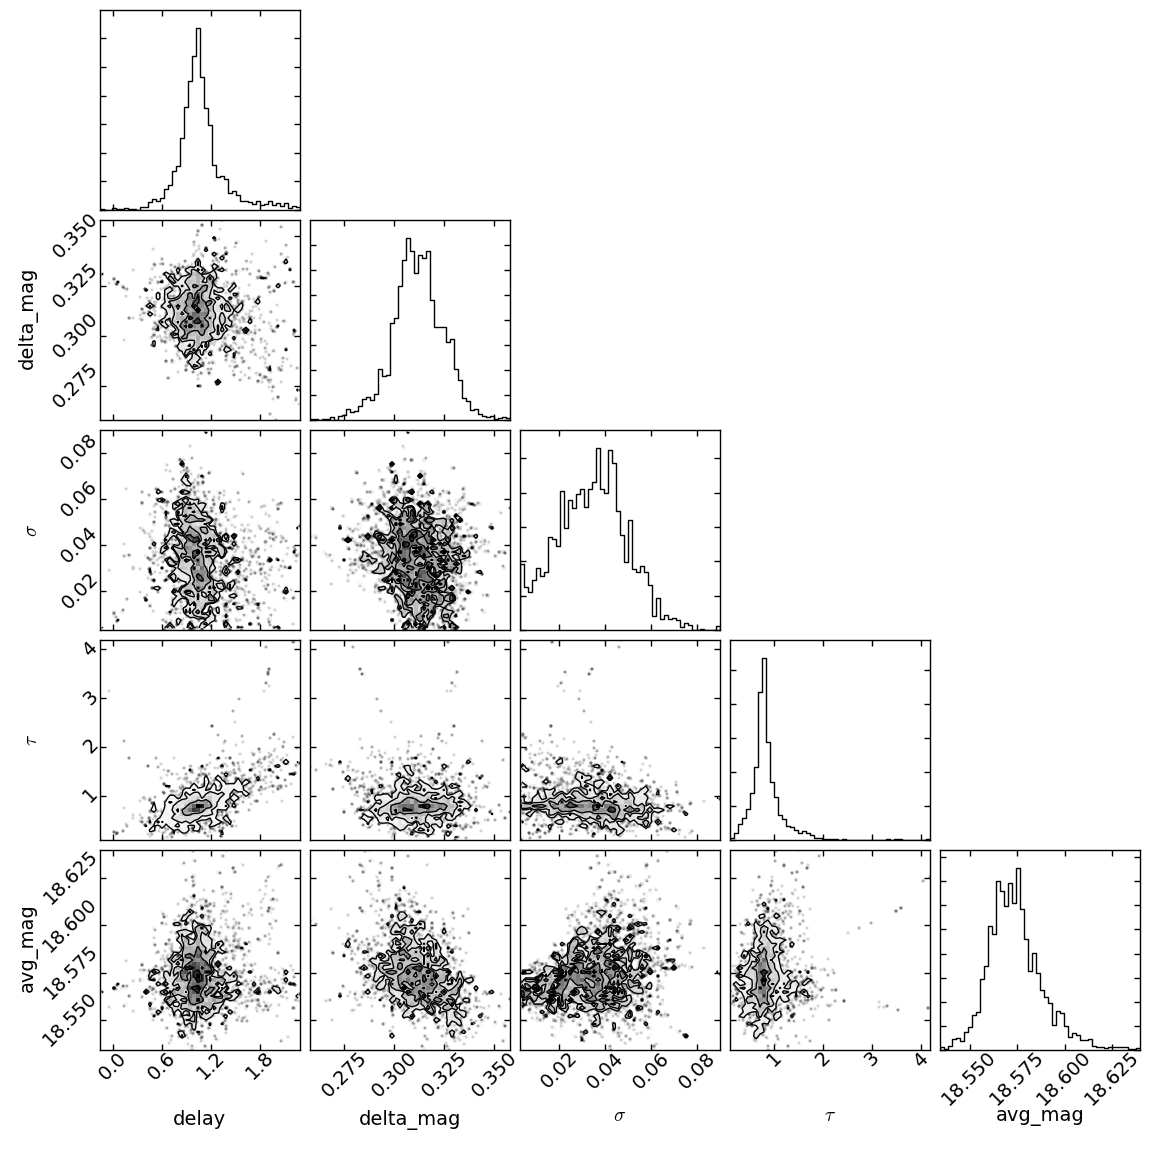 0.350
0.325
0.300
0.275
delta_mag
0.08
0.06
0.04
0.02
σ
4
3
2
1
τ
18.625
18.600
18.575
18.550
avg_mag
0.0 0.6 1.2 1.8
0.275 0.300 0.325 0.350
0.02 0.04 0.06 0.08
1 2 3 4
18.550 18.575 18.600 18.625
delay delta_mag σ τ avg_mag